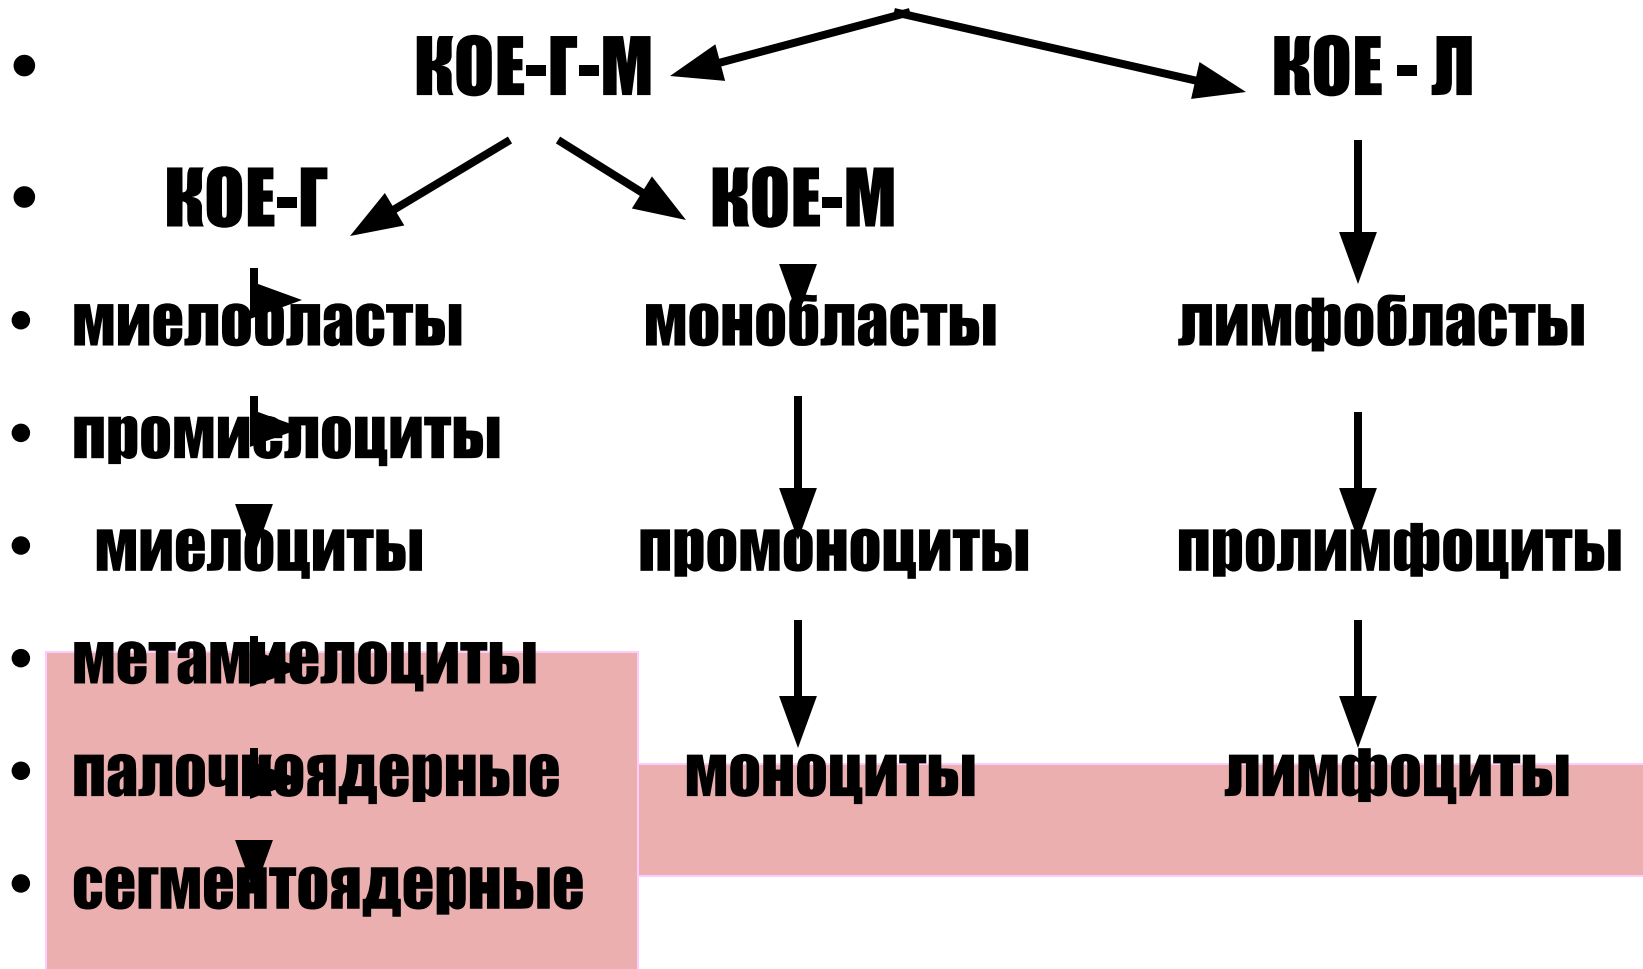 • КОЕ-Г-М КОЕ - Л
• КОЕ-Г КОЕ-М
• миелобласты монобласты лимфобласты
• промиелоциты
• миелоциты промоноциты пролимфоциты
• метамиелоциты
• палочкоядерные моноциты лимфоциты
• сегментоядерные